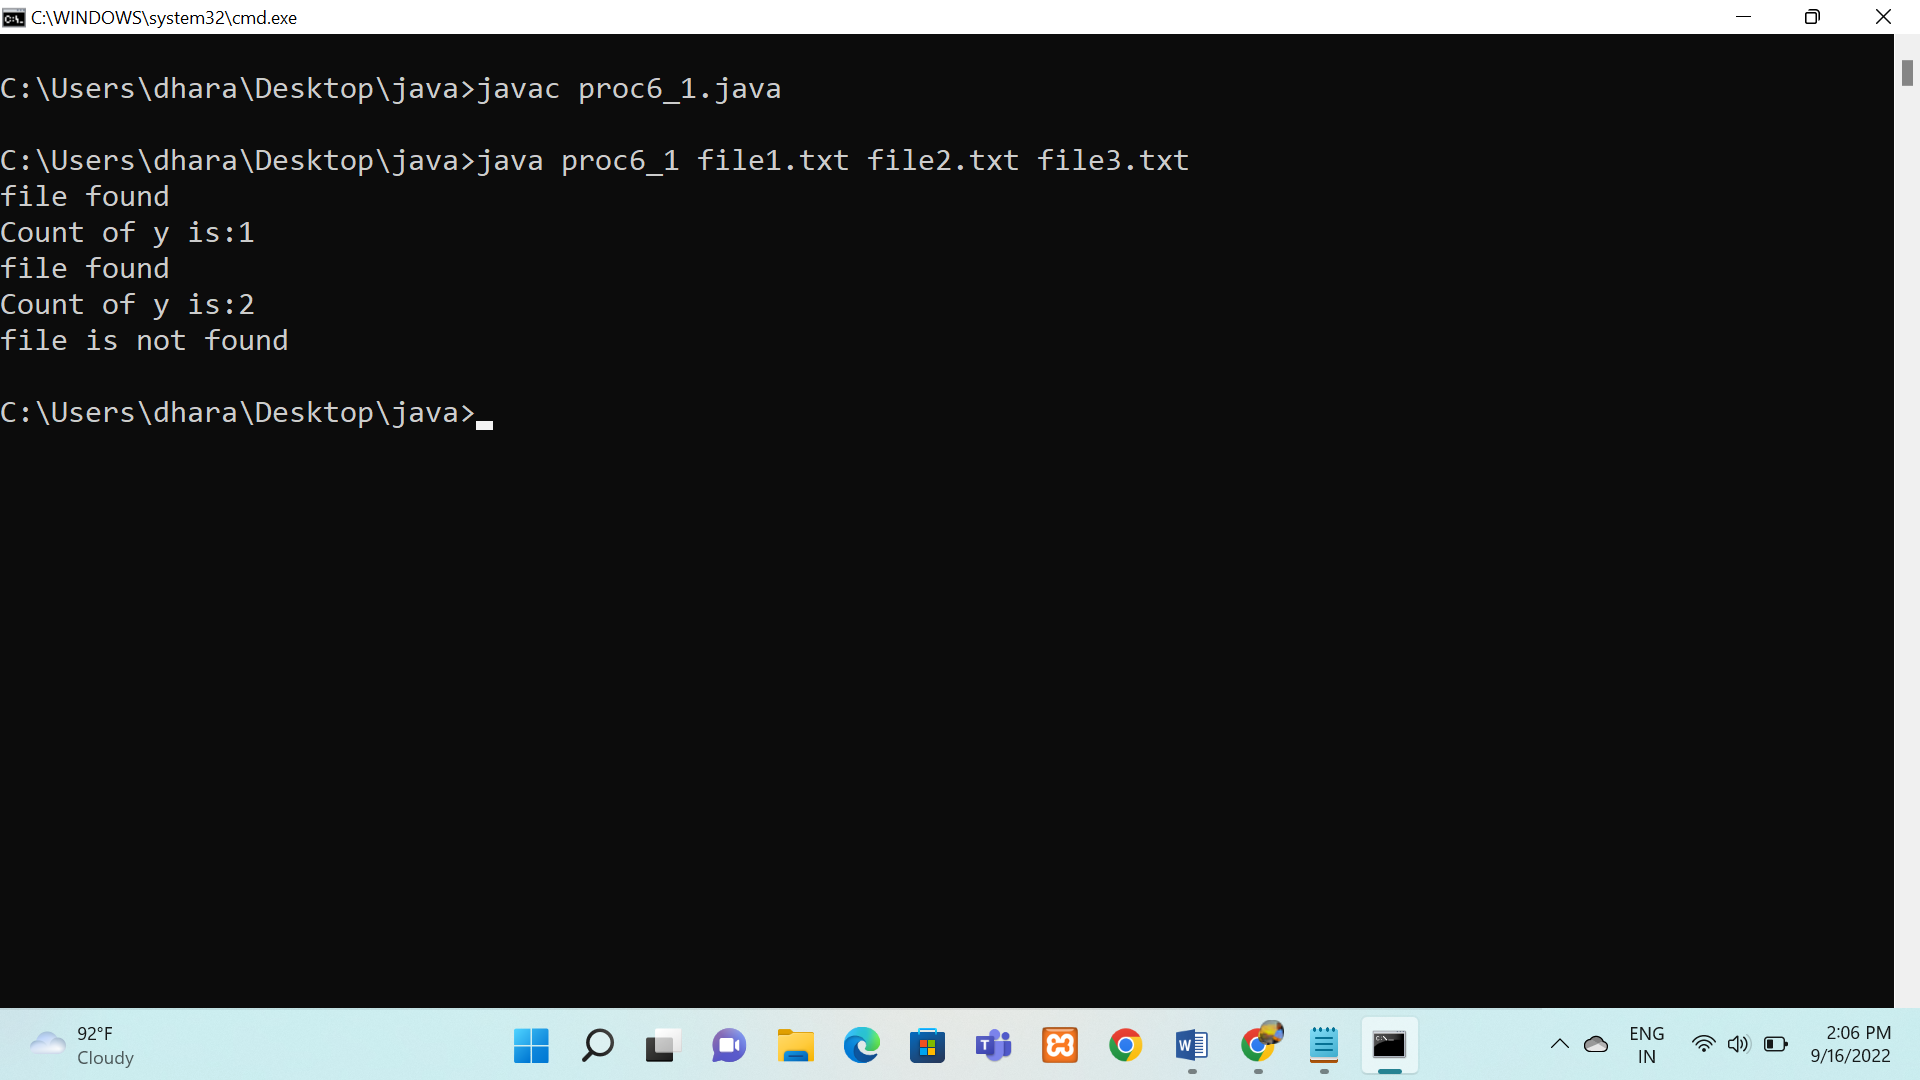 C:\WINDOWS\system32\cmd.exe
C:\Users\dhara\Desktop\java>javac proc6_1.java
C:\Users\dhara\Desktop\java>java proc6_1 file1.txt file2.txt file3.txt
file found
Count of y is:1
file found
Count of y is:2
file is not found
C:\Users\dhara\Desktop\java>
92°F
Cloudy
ENG
IN
2:06 PM
9/16/2022